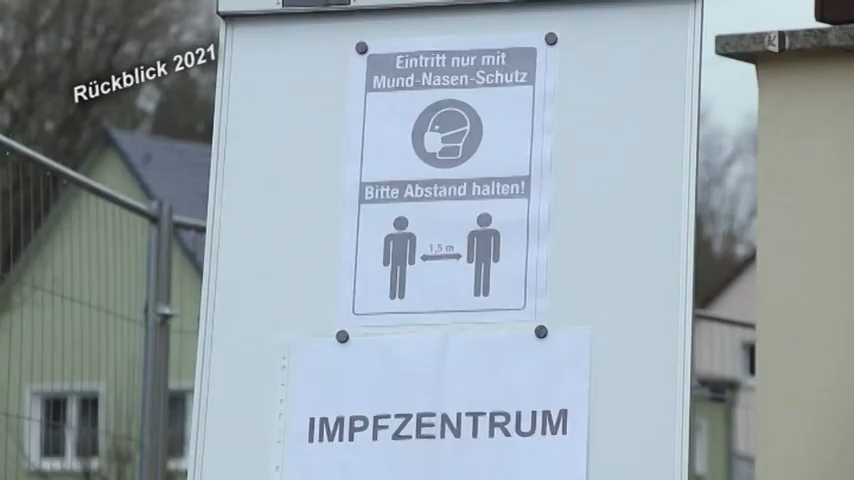 Rückblick 2021
Eintritt nur mit
Mund-Nasen-Schutz
Bitte Abstand halten!
1,5 m
IMPFZENTRUM